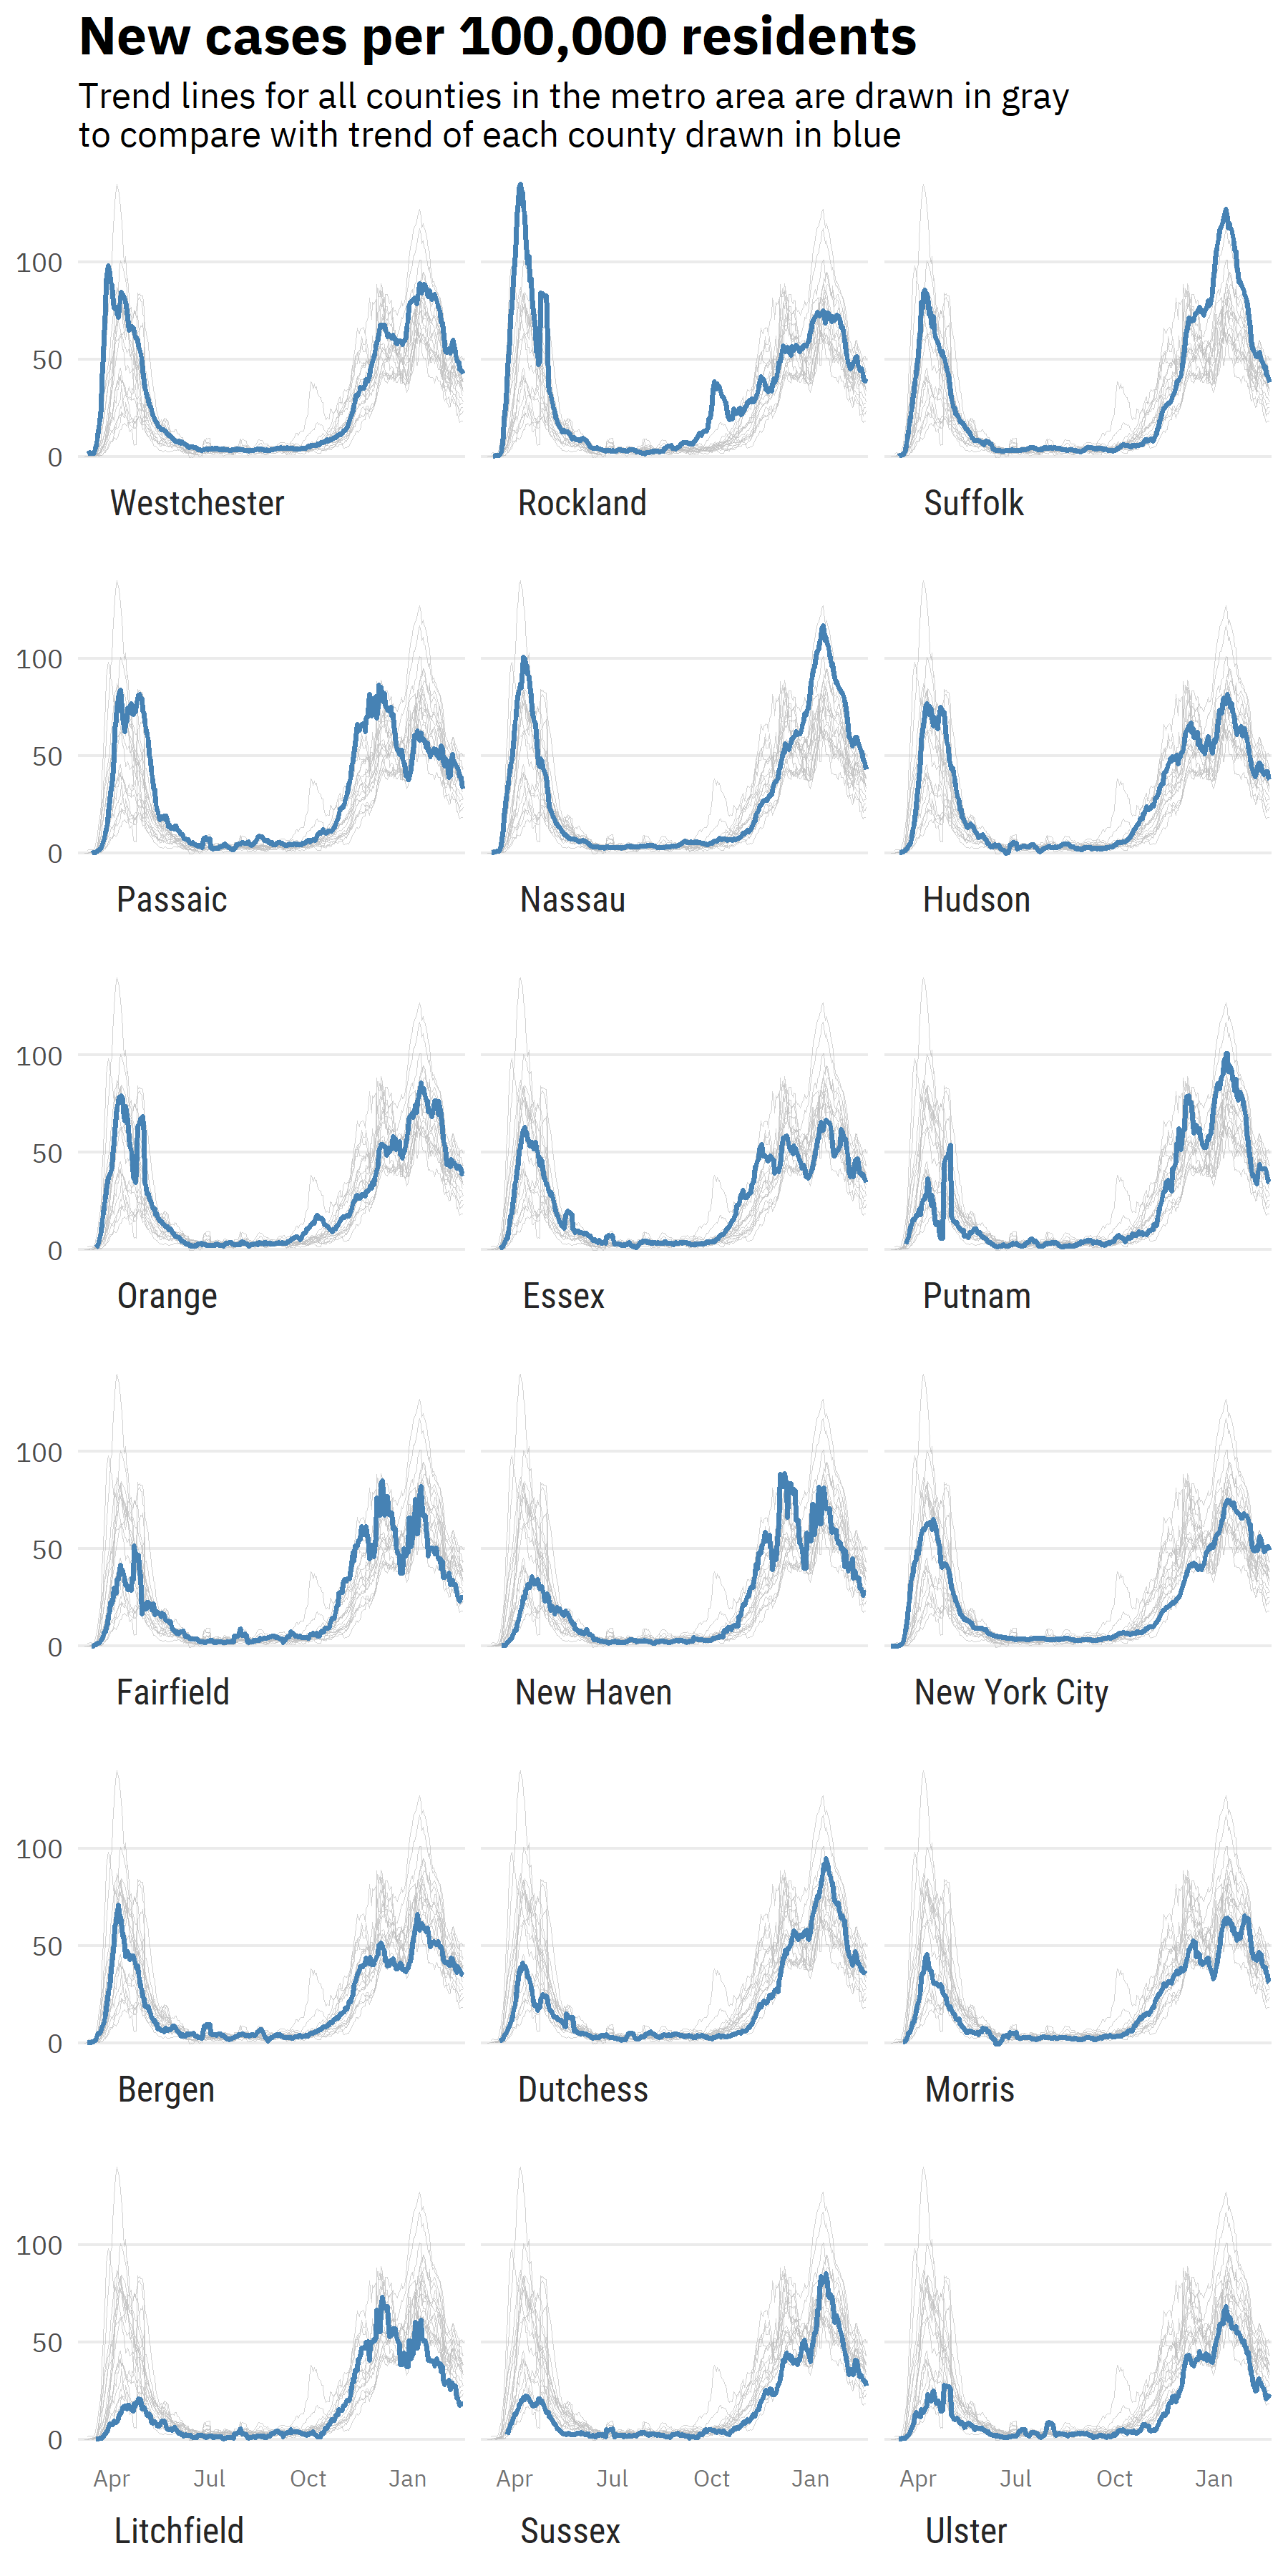 New cases per 100,000 residents
Trend lines for all counties in the metro area are drawn in gray
to compare with trend of each county drawn in blue
100
50
0
Westchester Rockland Suffolk
100
50
0
Passaic Nassau Hudson
100
50
0
Orange Essex Putnam
100
50
0
Fairfield New Haven New York City
100
50
0
Bergen Dutchess Morris
100
50
0
Apr Jul Oct Jan Apr Jul Oct Jan Apr Jul Oct Jan
Litchfield Sussex Ulster